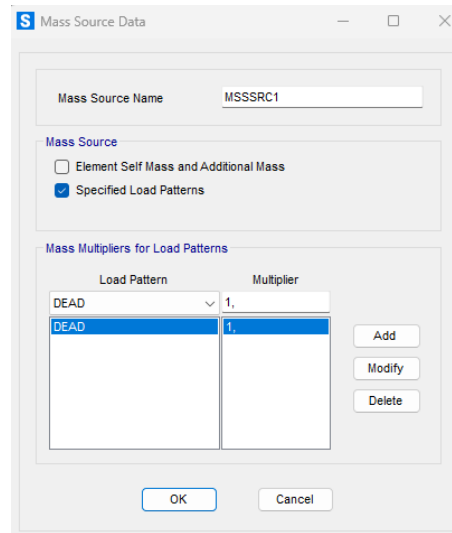 S Mass Source Data
Mass Source Name MSSSRC1
Mass Source
Element Self Mass and Additional Mass
Specified Load Patterns
Mass Multipliers for Load Patterns
Load Pattern Multiplier
DEAD 1,
DEAD 1,
Add
Modify
Delete
OK Cancel